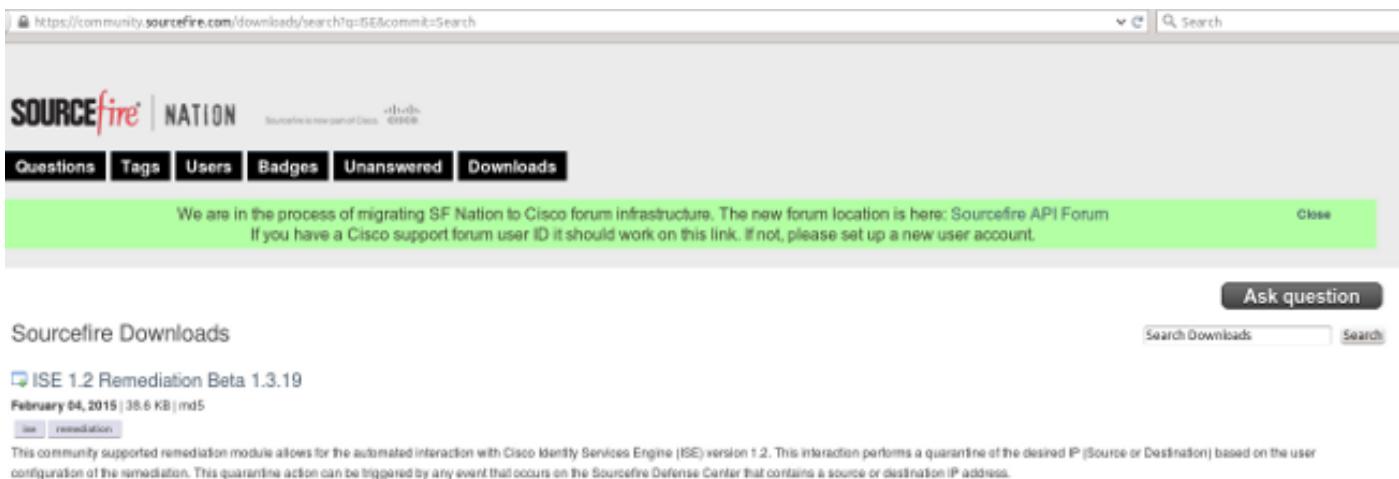 https://community.sourcefire.com/downloads/search?q=ISE&commit=Search
Search
SOURCEfire | NATION
Sourcefire is now part of Cisco.
CISCO
Questions Tags Users Badges Unanswered Downloads
We are in the process of migrating SF Nation to Cisco forum infrastructure. The new forum location is here: Sourcefire API Forum
Close
If you have a Cisco support forum user ID it should work on this link. If not, please set up a new user account.
Ask question
Sourcefire Downloads
Search Downloads
Search
ISE 1.2 Remediation Beta 1.3.19
February 04, 2015 | 38.6 KB | md5
ise remediation
This community supported remediation module allows for the automated interaction with Cisco Identity Services Engine (ISE) version 1.2. This interaction performs a quarantine of the desired IP (Source or Destination) based on the user
configuration of the remediation. This quarantine action can be triggered by any event that occurs on the Sourcefire Defense Center that contains a source or destination IP address.